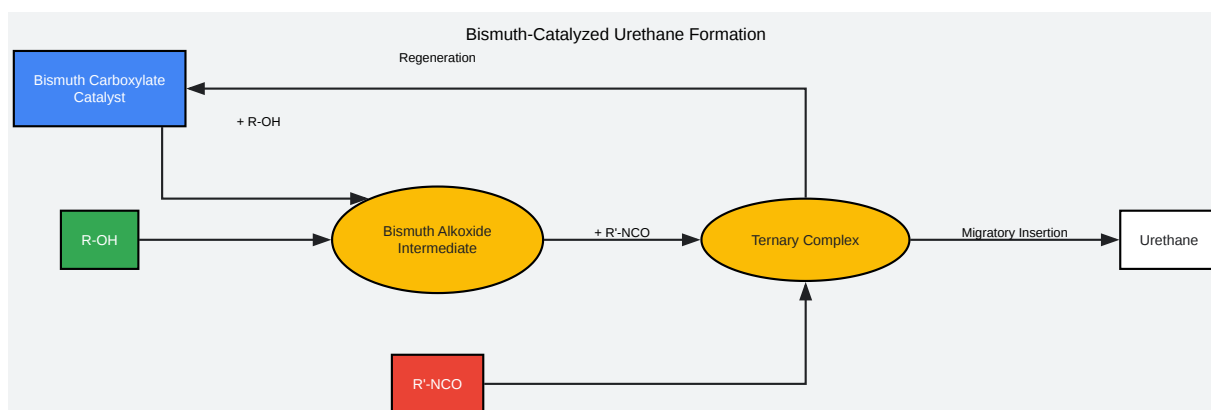 Bismuth-Catalyzed Urethane Formation
Regeneration
Bismuth Carboxylate
Catalyst
+ R-OH
R-OH
Bismuth Alkoxide
Intermediate
+ R'-NCO
Ternary Complex
Migratory Insertion
Urethane
R'-NCO